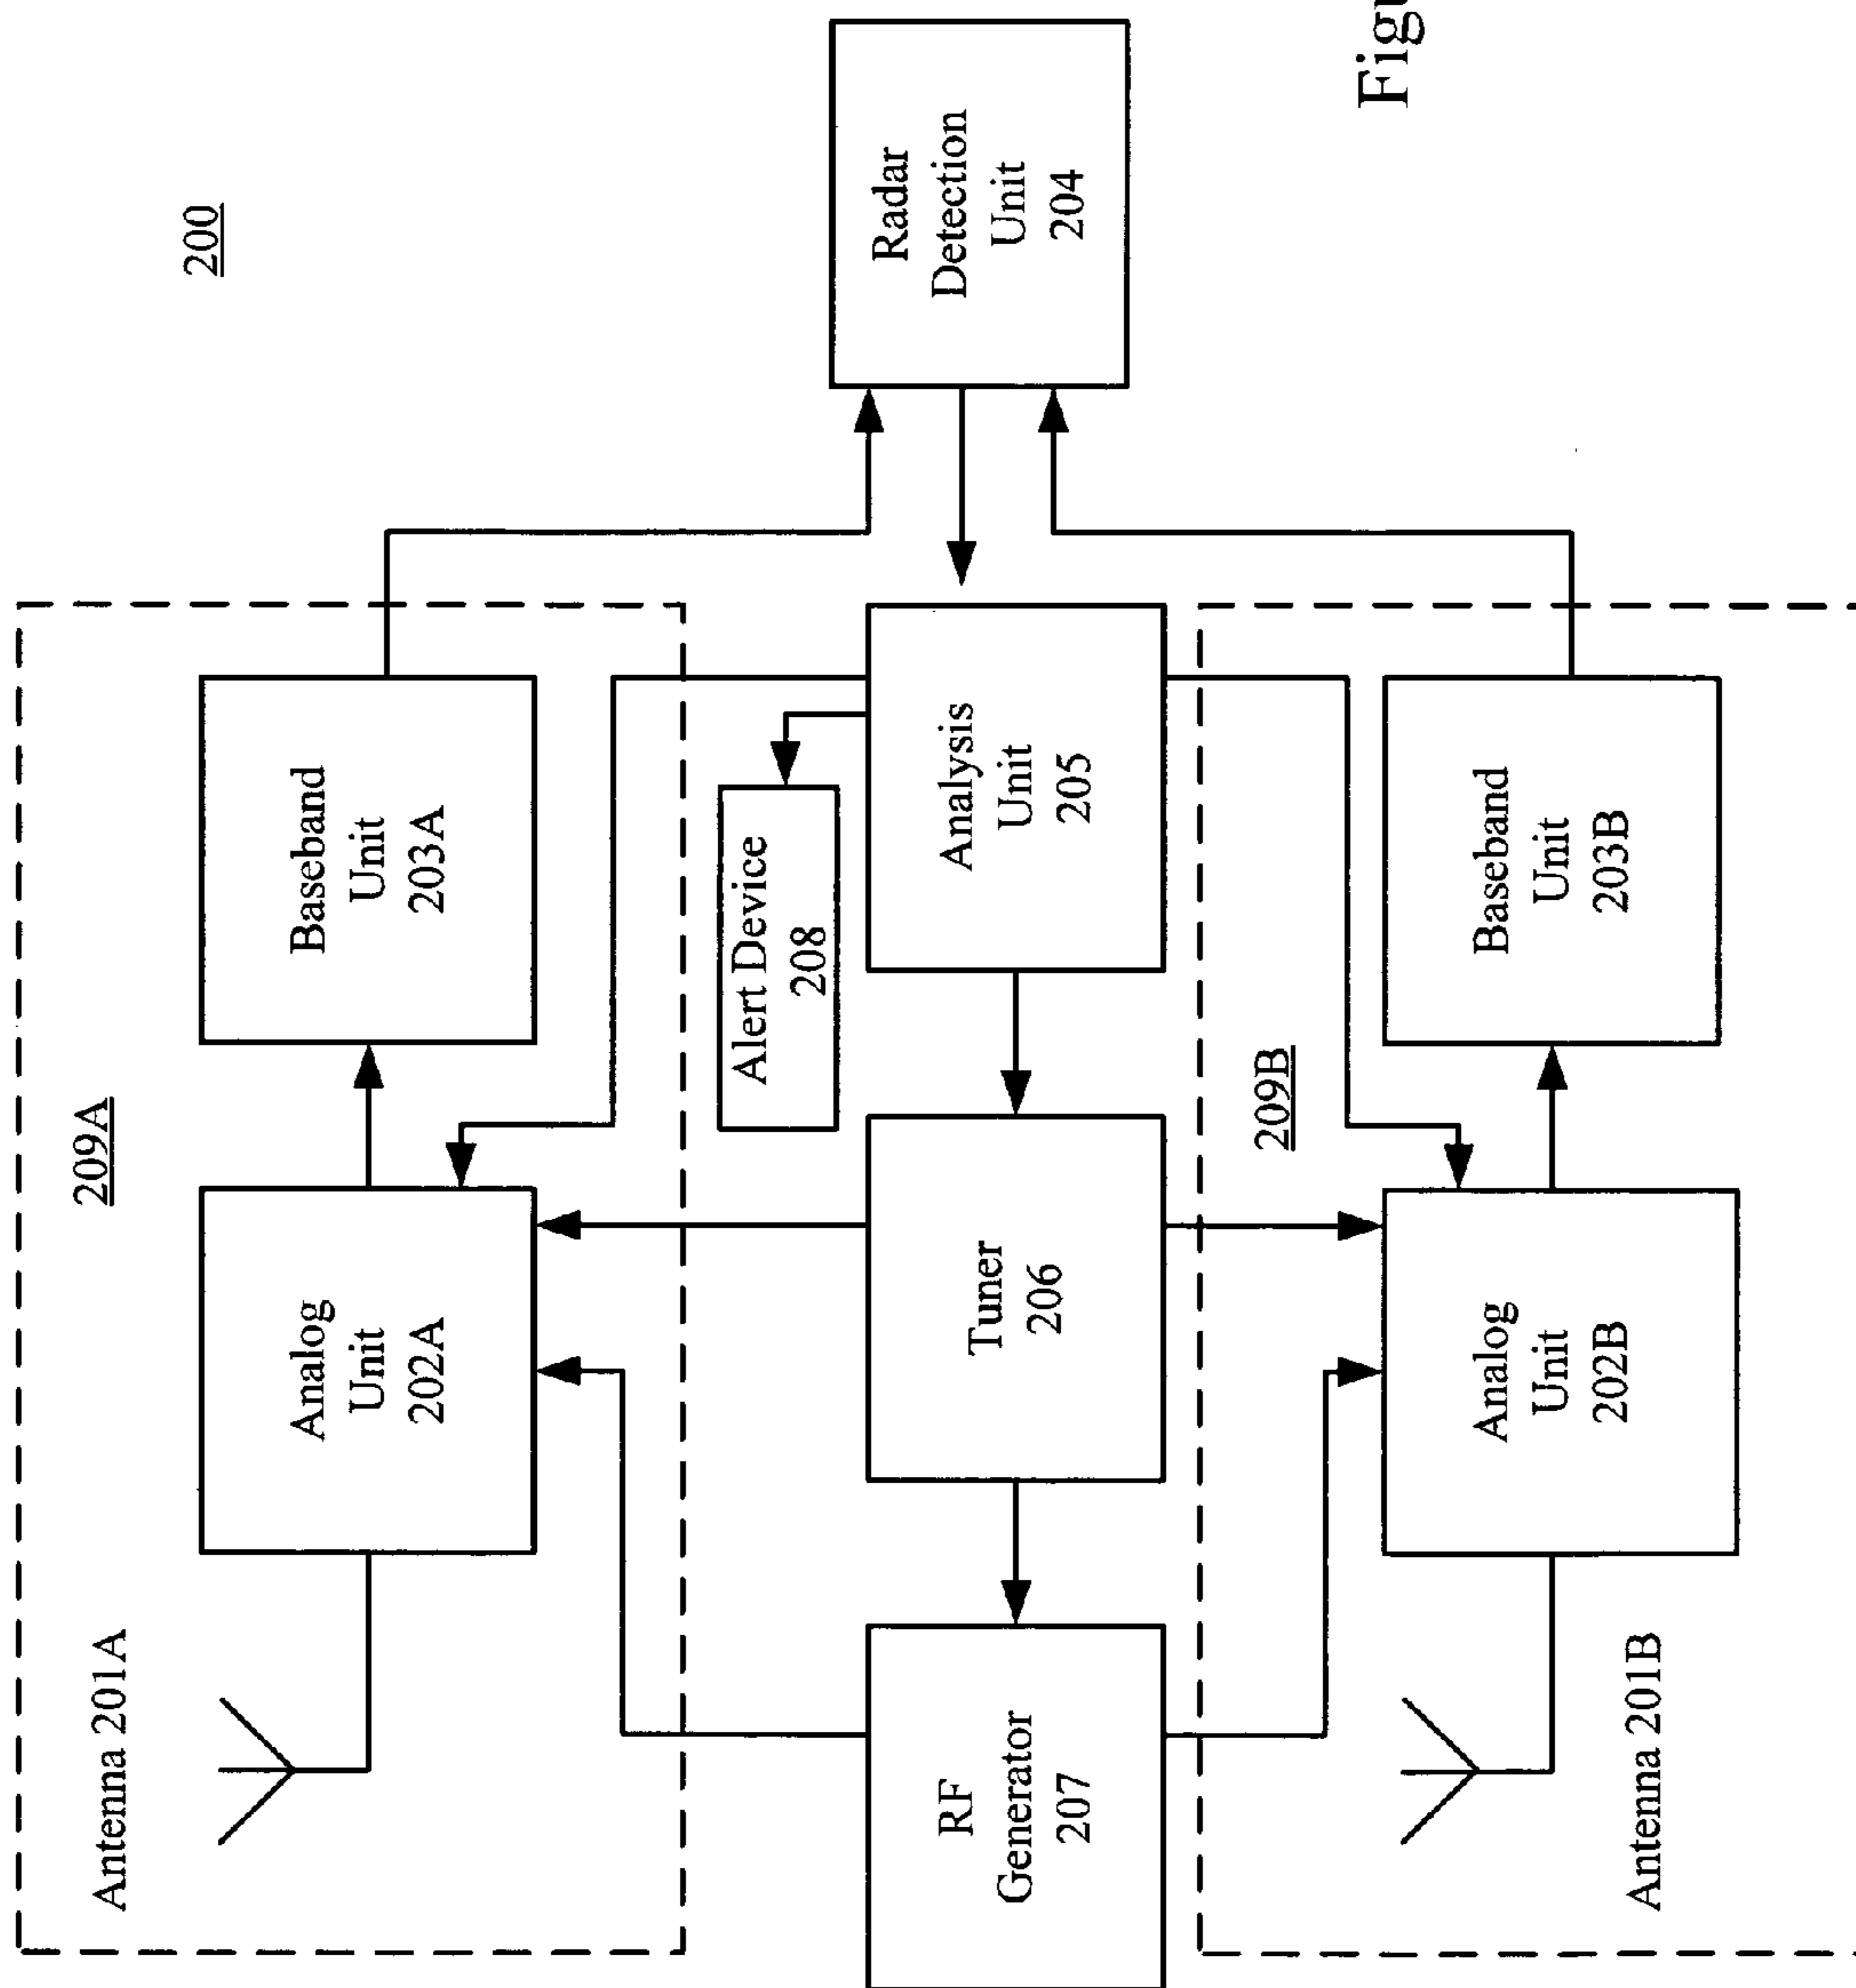 200
209A
Antenna 201A
Analog
Unit
202A
Baseband
Unit
203A
Alert Device
208
RF
Generator
207
Tuner
206
Analysis
Unit
205
Radar
Detection
Unit
204
209B
Antenna 201B
Analog
Unit
202B
Baseband
Unit
203B